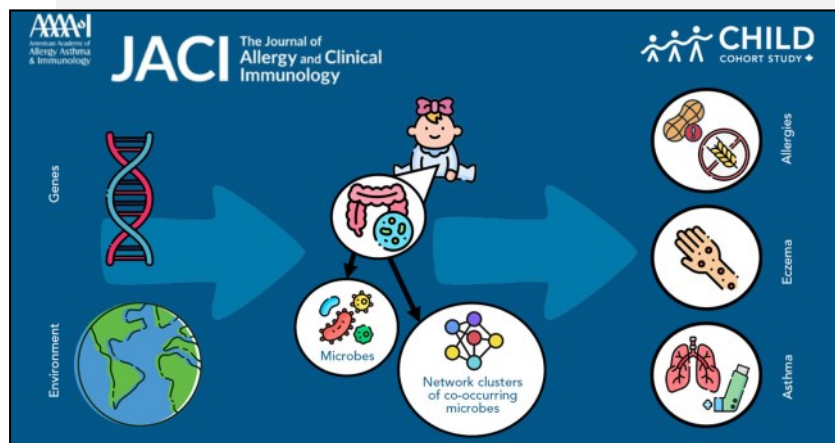 AAAAI
American Academy of
Allergy Asthma
& Immunology
JACI
The Journal of
Allergy and Clinical
Immunology
CHILD
COHORT STUDY
Genes
Environment
Microbes
Network clusters
of co-occurring
microbes
Allergies
Eczema
Asthma